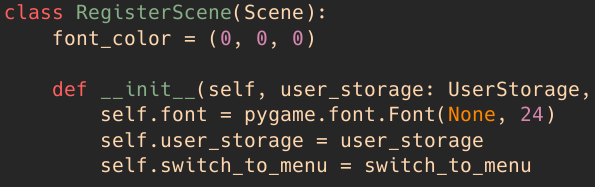 class RegisterScene(Scene):
    font_color = (0, 0, 0)

    def __init__(self, user_storage: UserStorage,
        self.font = pygame.font.Font(None, 24)
        self.user_storage = user_storage
        self.switch_to_menu = switch_to_menu